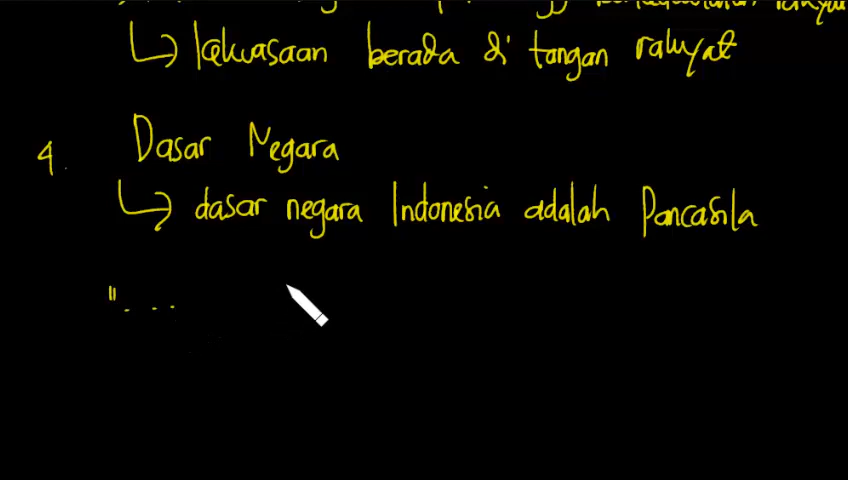 ↳ kekuasaan berada di tangan rakyat
4. Dasar Negara
↳ dasar negara Indonesia adalah Pancasila
"...